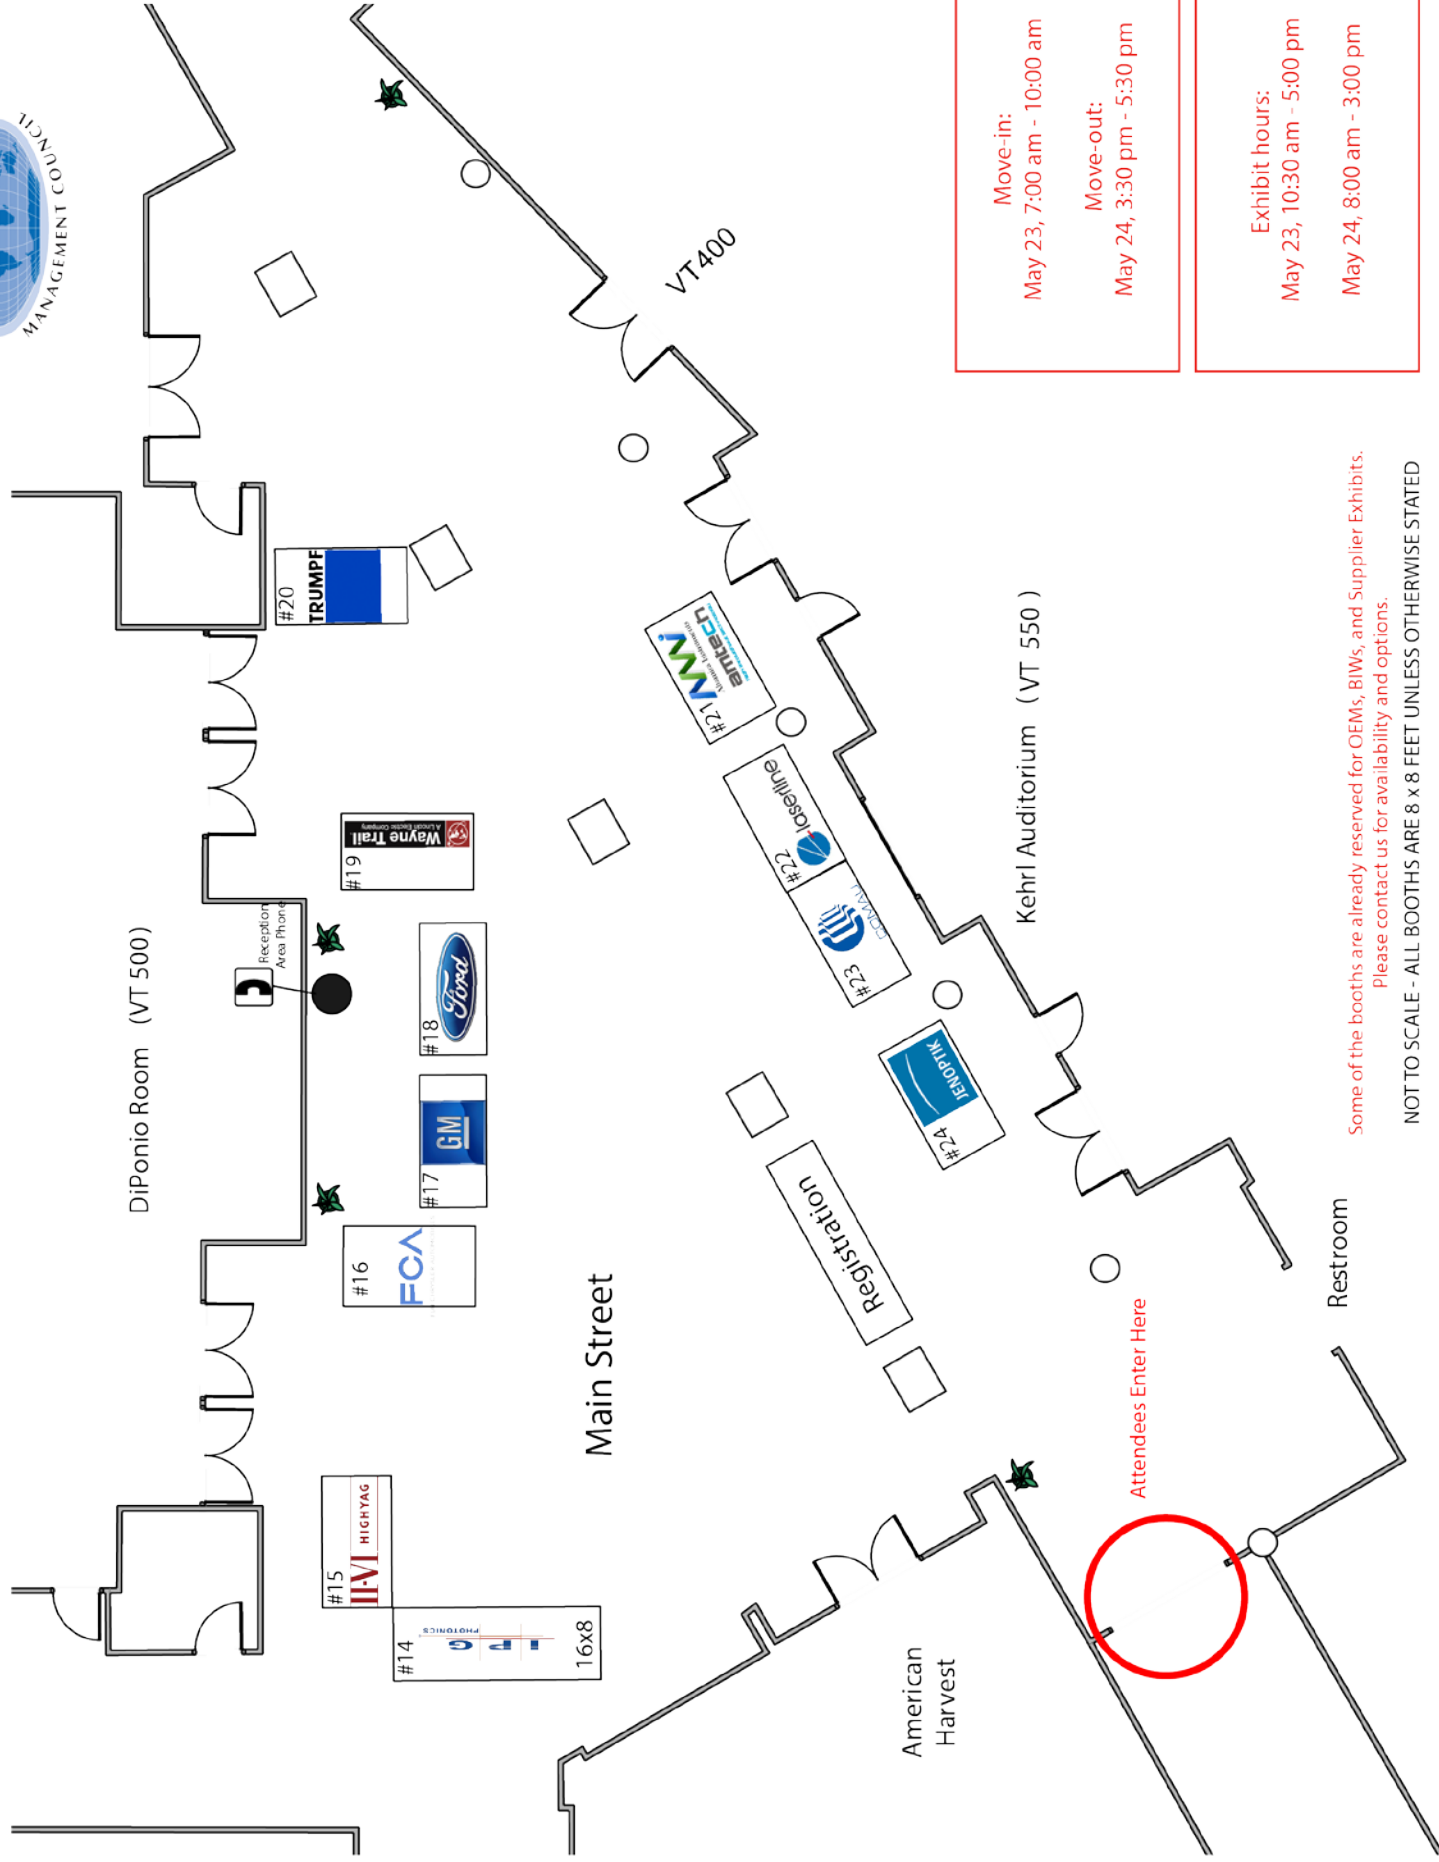 MANAGEMENT COUNCIL
Move-in:
May 23, 7:00 am - 10:00 am
Move-out:
May 24, 3:30 pm - 5:30 pm
Exhibit hours:
May 23, 10:30 am - 5:00 pm
May 24, 8:00 am - 3:00 pm
VT400
#20
TRUMPF
#21
amtech
#22
laserline
#23
COMAU
#24
JENOPTIK
Kehrl Auditorium (VT 550 )
#19
Wayne Trail
A Lincoln Electric Company
Reception
Area Phone
DiPonio Room (VT 500)
#18
Ford
#17
GM
#16
FCA
Main Street
Registration
#15
II-VI HIGHYAG
#14
IPG
PHOTONICS
16x8
American
Harvest
Attendees Enter Here
Restroom
Some of the booths are already reserved for OEMs, BIWs, and Supplier Exhibits.
Please contact us for availability and options.
NOT TO SCALE - ALL BOOTHS ARE 8 x 8 FEET UNLESS OTHERWISE STATED